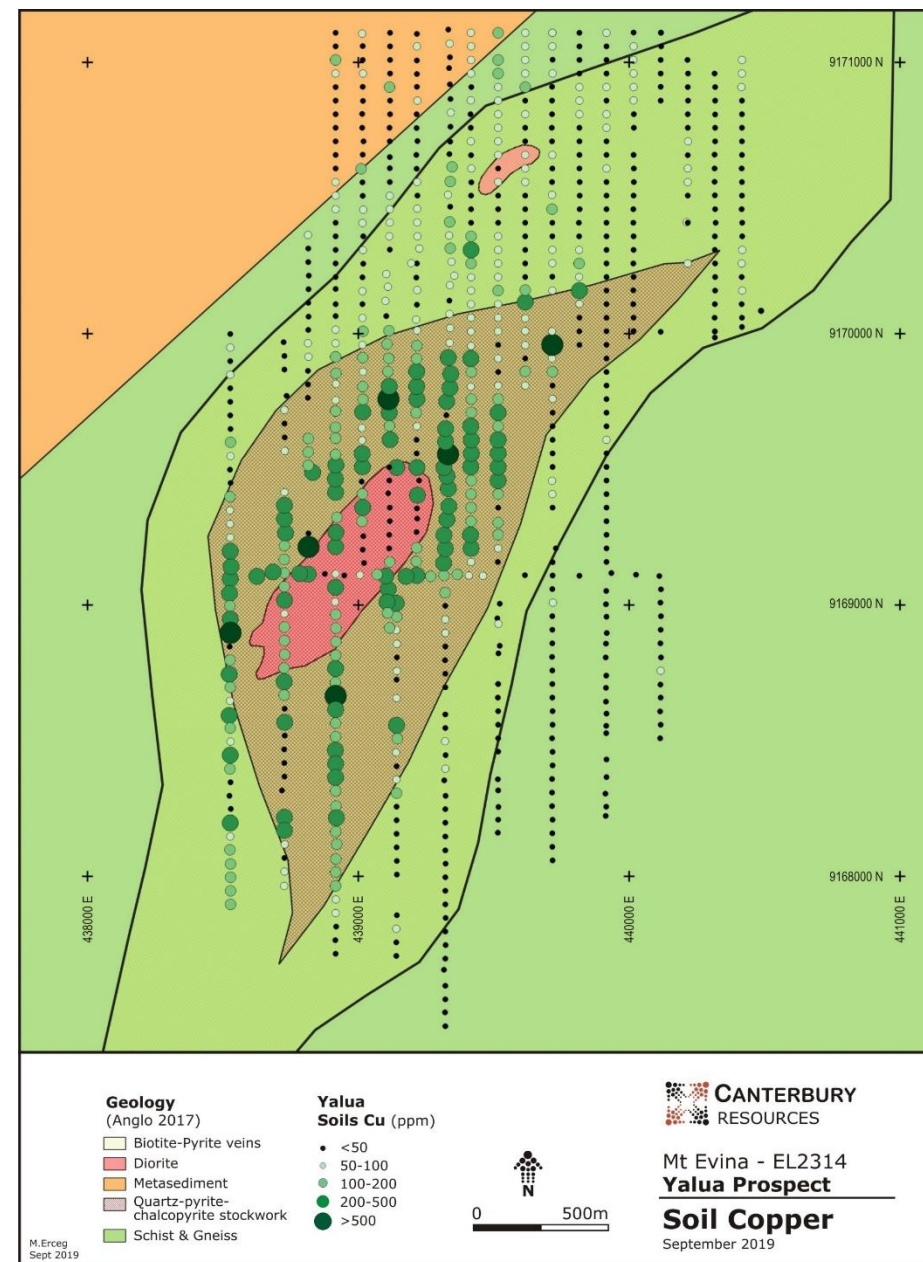 9171000 N
9170000 N
9169000 N
9168000 N
438000 E
439000 E
440000 E
441000 E
Geology
(Anglo 2017)
Biotite-Pyrite veins
Diorite
Metasediment
Quartz-pyrite-
chalcopyrite stockwork
Schist & Gneiss
M.Erceg
Sept 2019
Yalua
Soils Cu (ppm)
<50
50-100
100-200
200-500
>500
N
0 500m
CANTERBURY
RESOURCES
Mt Evina - EL2314
Yalua Prospect
Soil Copper
September 2019